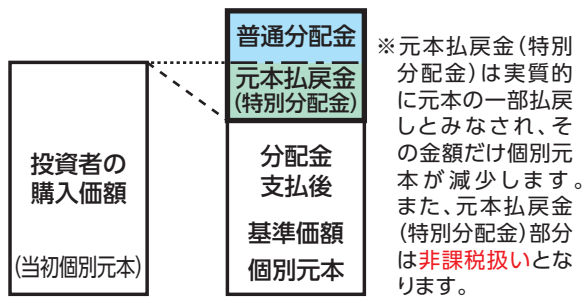 投資者の
購入価額
(当初個別元本)
普通分配金
元本払戻金
(特別分配金)
分配金
支払後
基準価額
個別元本
※元本払戻金(特別
分配金)は実質的
に元本の一部払戻
しとみなされ、そ
の金額だけ個別元
本が減少します。
また、元本払戻金
(特別分配金)部分
は非課税扱いとな
ります。